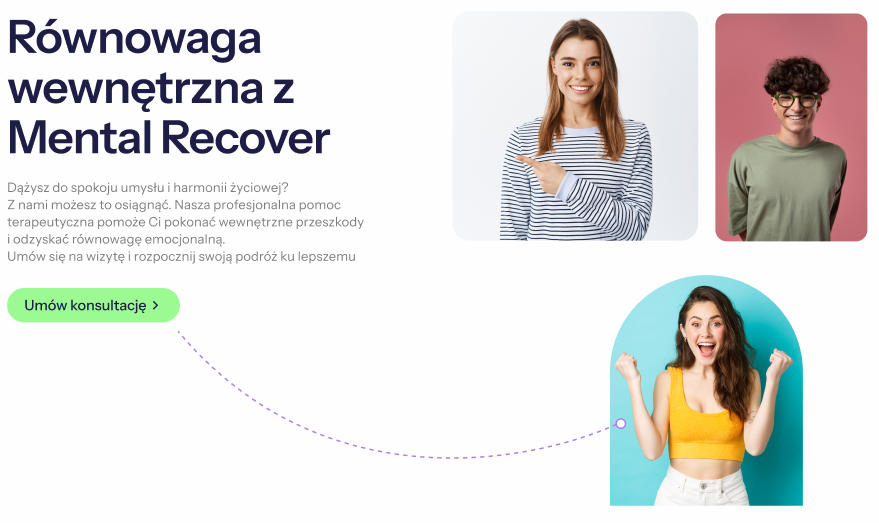 Równowaga
wewnętrzna z
Mental Recover
Dążysz do spokoju umysłu i harmonii życiowej?
Z nami możesz to osiągnąć. Nasza profesjonalna pomoc
terapeutyczna pomoże Ci pokonać wewnętrzne przeszkody
i odzyskać równowagę emocjonalną.
Umów się na wizytę i rozpocznij swoją podróż ku lepszemu
Umów konsultację